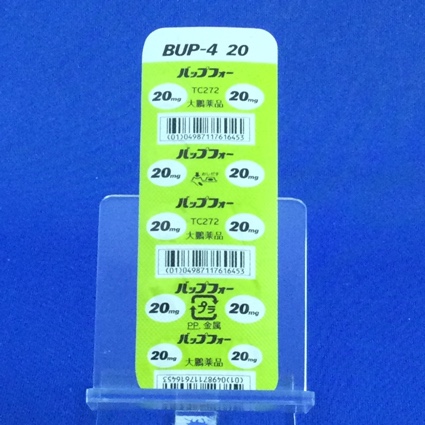 BUP-4 20
バップフォー
20mg TC272 20mg
大鵬薬品
(01)04987117616453
バップフォー
20mg 20mg
バップフォー
20mg TC272 20mg
大鵬薬品
(01)04987117616453
バップフォー
20mg プラ 20mg
PP, 金属
バップフォー
20mg 大鵬薬品 20mg
(01)04987117616453